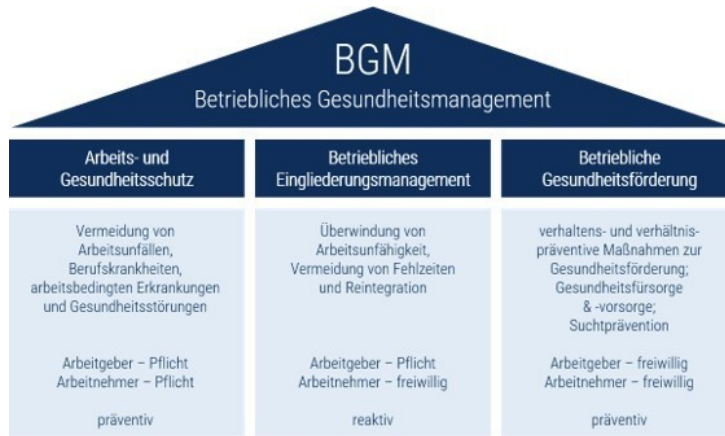 BGM
Betriebliches Gesundheitsmanagement
Arbeits- und
Gesundheitsschutz
Vermeidung von
Arbeitsunfällen,
Berufskrankheiten,
arbeitsbedingten Erkrankungen
und Gesundheitsstörungen
Arbeitgeber – Pflicht
Arbeitnehmer – Pflicht
präventiv
Betriebliches
Eingliederungsmanagement
Überwindung von
Arbeitsunfähigkeit,
Vermeidung von Fehlzeiten
und Reintegration
Arbeitgeber – Pflicht
Arbeitnehmer – freiwillig
reaktiv
Betriebliche
Gesundheitsförderung
verhaltens- und verhältnis-
präventive Maßnahmen zur
Gesundheitsförderung;
Gesundheitsfürsorge
& -vorsorge;
Suchtprävention
Arbeitgeber – freiwillig
Arbeitnehmer – freiwillig
präventiv